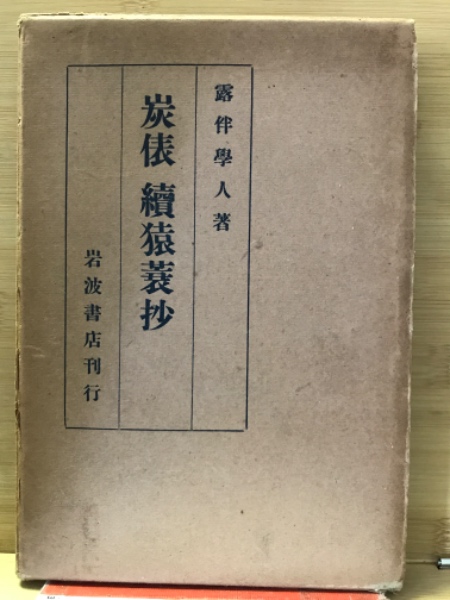 露伴學人著
炭俵 續猿蓑抄
岩波書店刊行